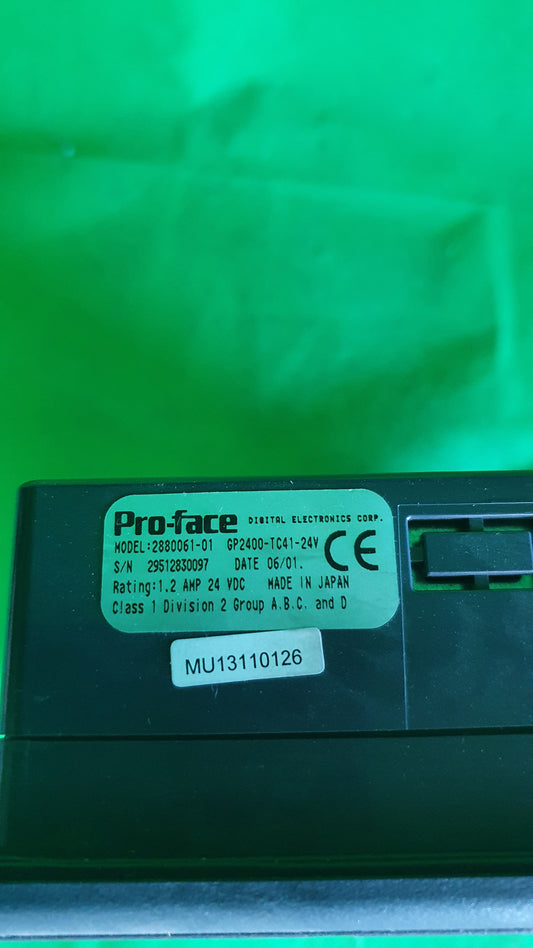 Pro-face DIGITAL ELECTRONICS CORP.
MODEL:2880061-01 GP2400-TC41-24V
S/N 29512830097 DATE 06/01.
CE
Rating:1.2 AMP 24 VDC MADE IN JAPAN
Class 1 Division 2 Group A.B.C. and D
MU13110126